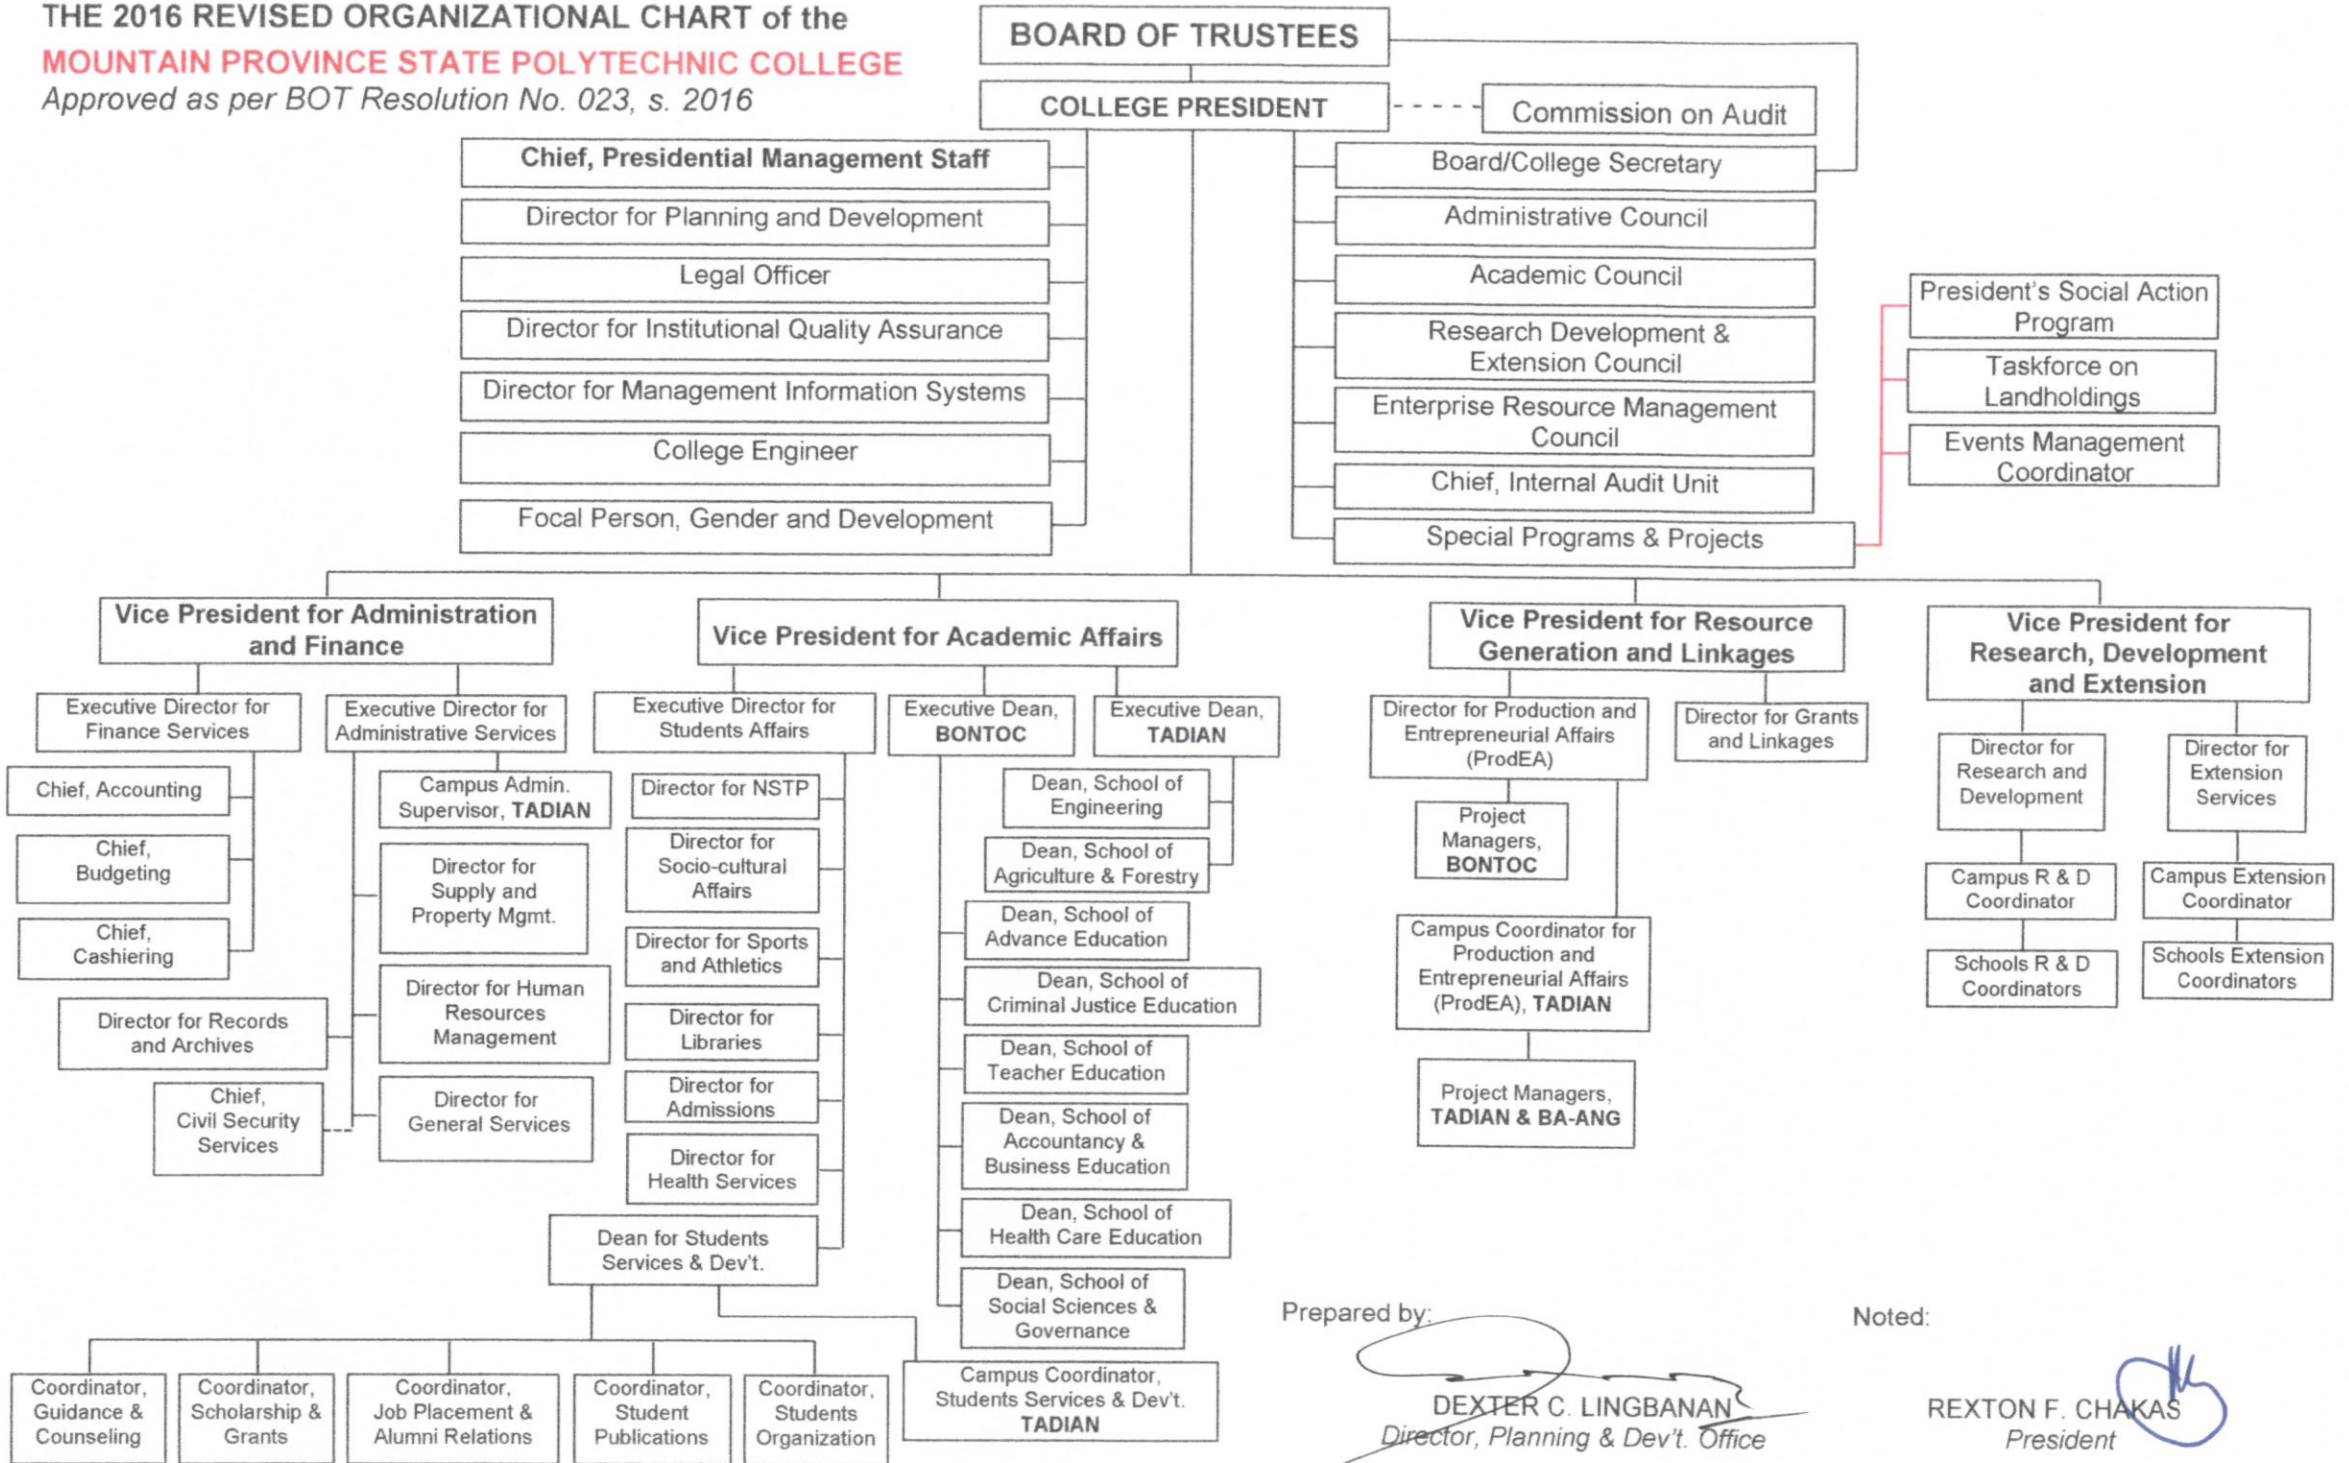 THE 2016 REVISED ORGANIZATIONAL CHART of the
MOUNTAIN PROVINCE STATE POLYTECHNIC COLLEGE
Approved as per BOT Resolution No. 023, s. 2016
BOARD OF TRUSTEES
COLLEGE PRESIDENT
Commission on Audit
Chief, Presidential Management Staff
Director for Planning and Development
Legal Officer
Director for Institutional Quality Assurance
Director for Management Information Systems
College Engineer
Focal Person, Gender and Development
Board/College Secretary
Administrative Council
Academic Council
Research Development &
Extension Council
Enterprise Resource Management
Council
Chief, Internal Audit Unit
Special Programs & Projects
President's Social Action
Program
Taskforce on
Landholdings
Events Management
Coordinator
Vice President for Administration
and Finance
Executive Director for
Finance Services
Chief, Accounting
Chief,
Budgeting
Chief,
Cashiering
Executive Director for
Administrative Services
Campus Admin.
Supervisor, TADIAN
Director for
Supply and
Property Mgmt.
Director for Human
Resources
Management
Director for
General Services
Director for Records
and Archives
Chief,
Civil Security
Services
Vice President for Academic Affairs
Executive Director for
Students Affairs
Director for NSTP
Director for
Socio-cultural
Affairs
Director for Sports
and Athletics
Director for
Libraries
Director for
Admissions
Director for
Health Services
Dean for Students
Services & Dev't.
Coordinator,
Guidance &
Counseling
Coordinator,
Scholarship &
Grants
Coordinator,
Job Placement &
Alumni Relations
Coordinator,
Student
Publications
Coordinator,
Students
Organization
Campus Coordinator,
Students Services & Dev't.
TADIAN
Executive Dean,
BONTOC
Executive Dean,
TADIAN
Dean, School of
Engineering
Dean, School of
Agriculture & Forestry
Dean, School of
Advance Education
Dean, School of
Criminal Justice Education
Dean, School of
Teacher Education
Dean, School of
Accountancy &
Business Education
Dean, School of
Health Care Education
Dean, School of
Social Sciences &
Governance
Vice President for Resource
Generation and Linkages
Director for Production and
Entrepreneurial Affairs
(ProdEA)
Director for Grants
and Linkages
Project
Managers,
BONTOC
Campus Coordinator for
Production and
Entrepreneurial Affairs
(ProdEA), TADIAN
Project Managers,
TADIAN & BA-ANG
Vice President for
Research, Development
and Extension
Director for
Research and
Development
Campus R & D
Coordinator
Schools R & D
Coordinators
Director for
Extension
Services
Campus Extension
Coordinator
Schools Extension
Coordinators
Prepared by:
DEXTER C. LINGBANAN
Director, Planning & Dev't. Office
Noted:
REXTON F. CHAKAS
President